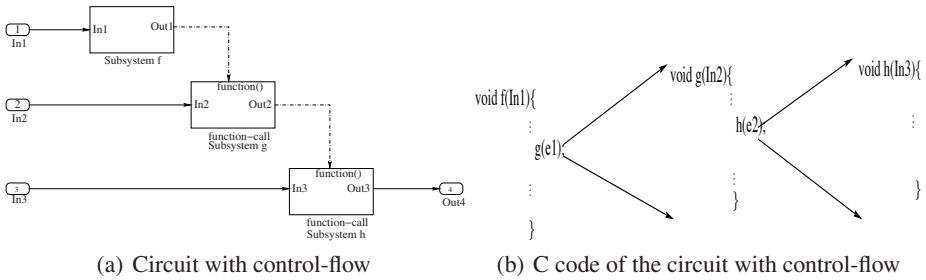 1
In1
In1
Out1
Subsystem f
2
In2
function()
In2
Out2
function−call
Subsystem g
3
In3
function()
In3
Out3
function−call
Subsystem h
4
Out4
(a) Circuit with control-flow
void f(In1){
⋮
g(e1);
⋮
}
void g(In2){
⋮
h(e2);
⋮
}
void h(In3){
⋮
⋮
}
(b) C code of the circuit with control-flow